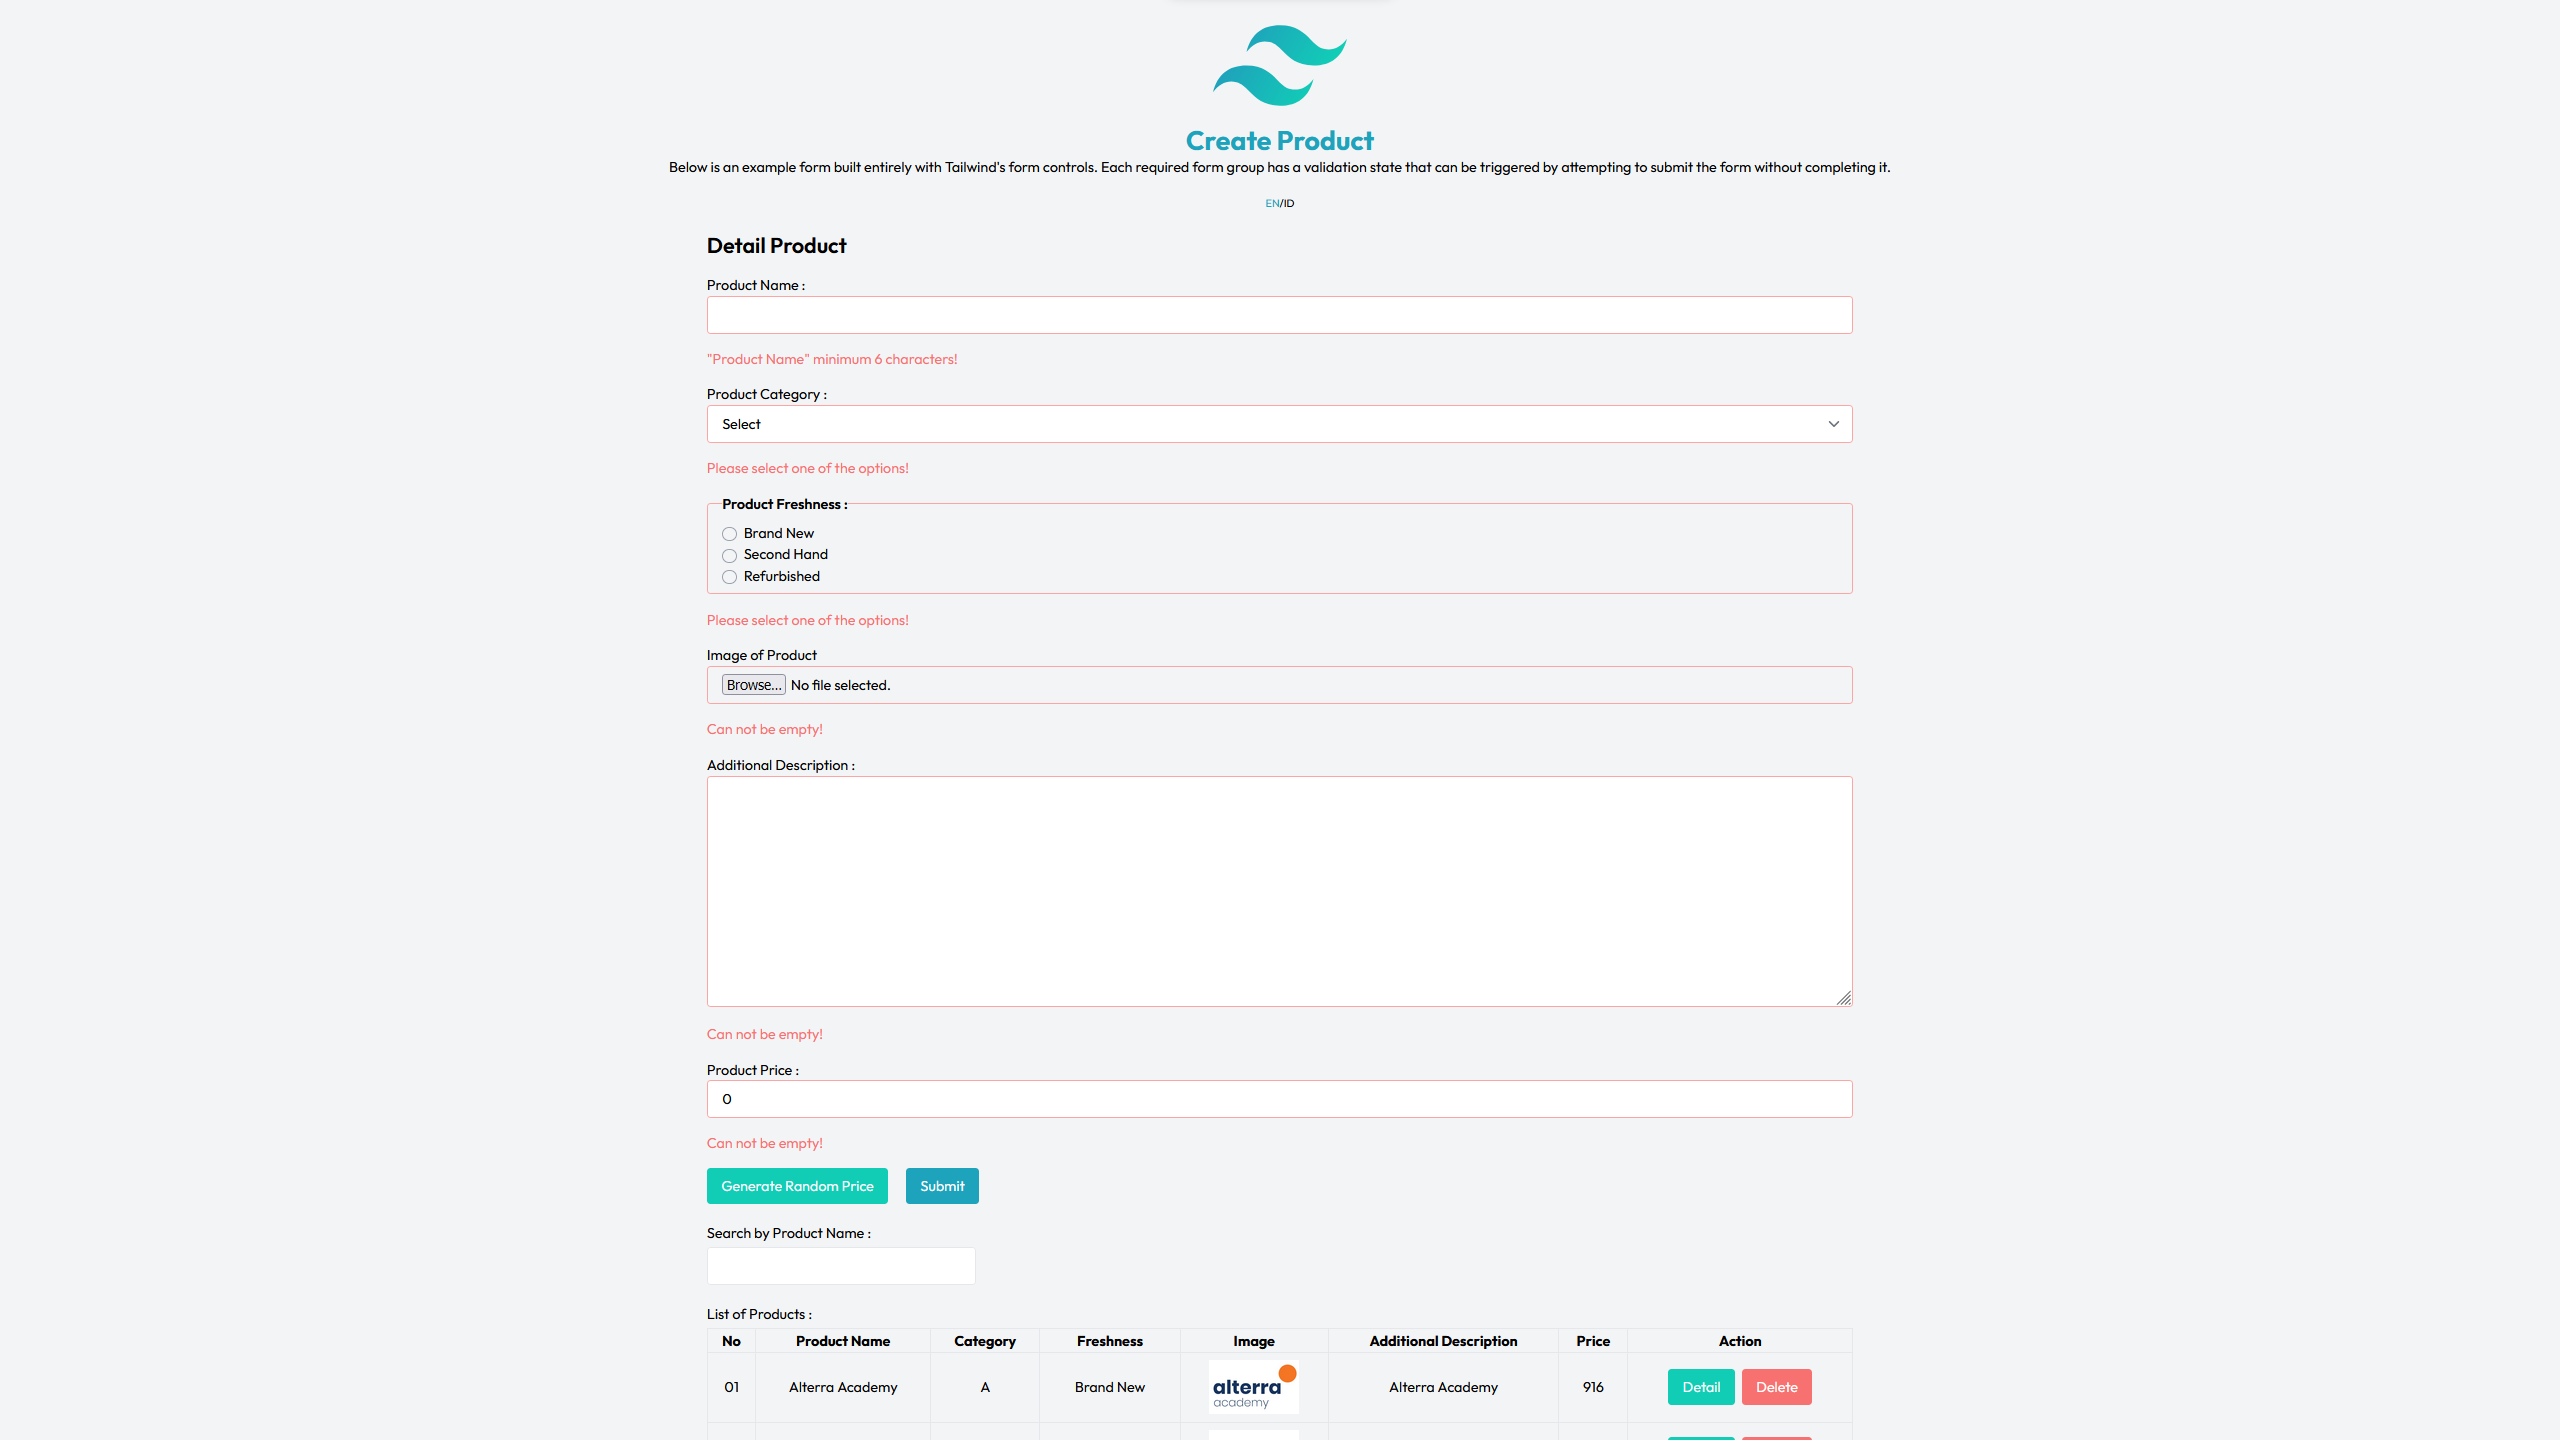 Create Product
Below is an example form built entirely with Tailwind's form controls. Each required form group has a validation state that can be triggered by attempting to submit the form without completing it.
EN/ID
Detail Product
Product Name :
"Product Name" minimum 6 characters!
Product Category :
Select
Please select one of the options!
Product Freshness :
Brand New
Second Hand
Refurbished
Please select one of the options!
Image of Product
Browse... No file selected.
Can not be empty!
Additional Description :
Can not be empty!
Product Price :
0
Can not be empty!
Generate Random Price Submit
Search by Product Name :
List of Products :
No Product Name Category Freshness Image Additional Description Price Action
01 Alterra Academy A Brand New alterra academy Alterra Academy 916 Detail Delete